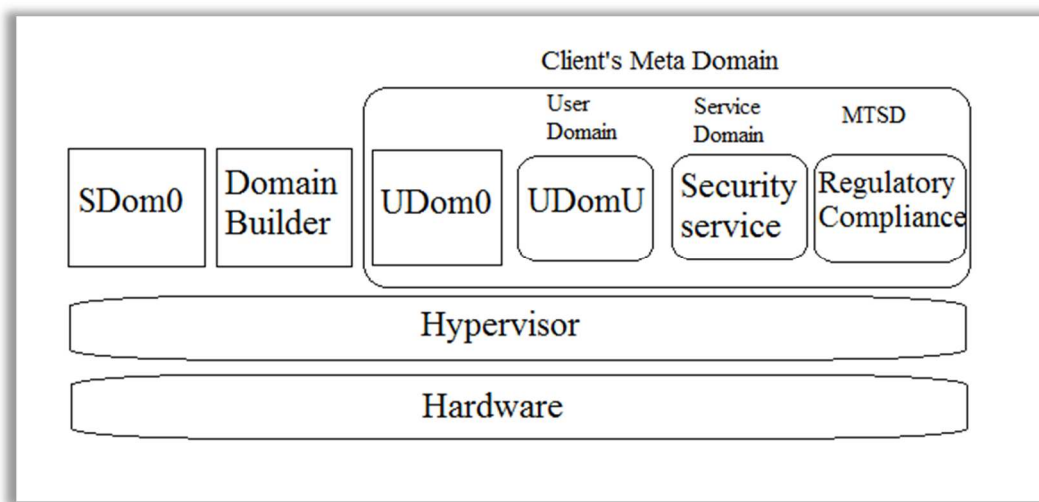 Client's Meta Domain
User
Domain
Service
Domain
MTSD
SDom0
Domain
Builder
UDom0
UDomU
Security
service
Regulatory
Compliance
Hypervisor
Hardware